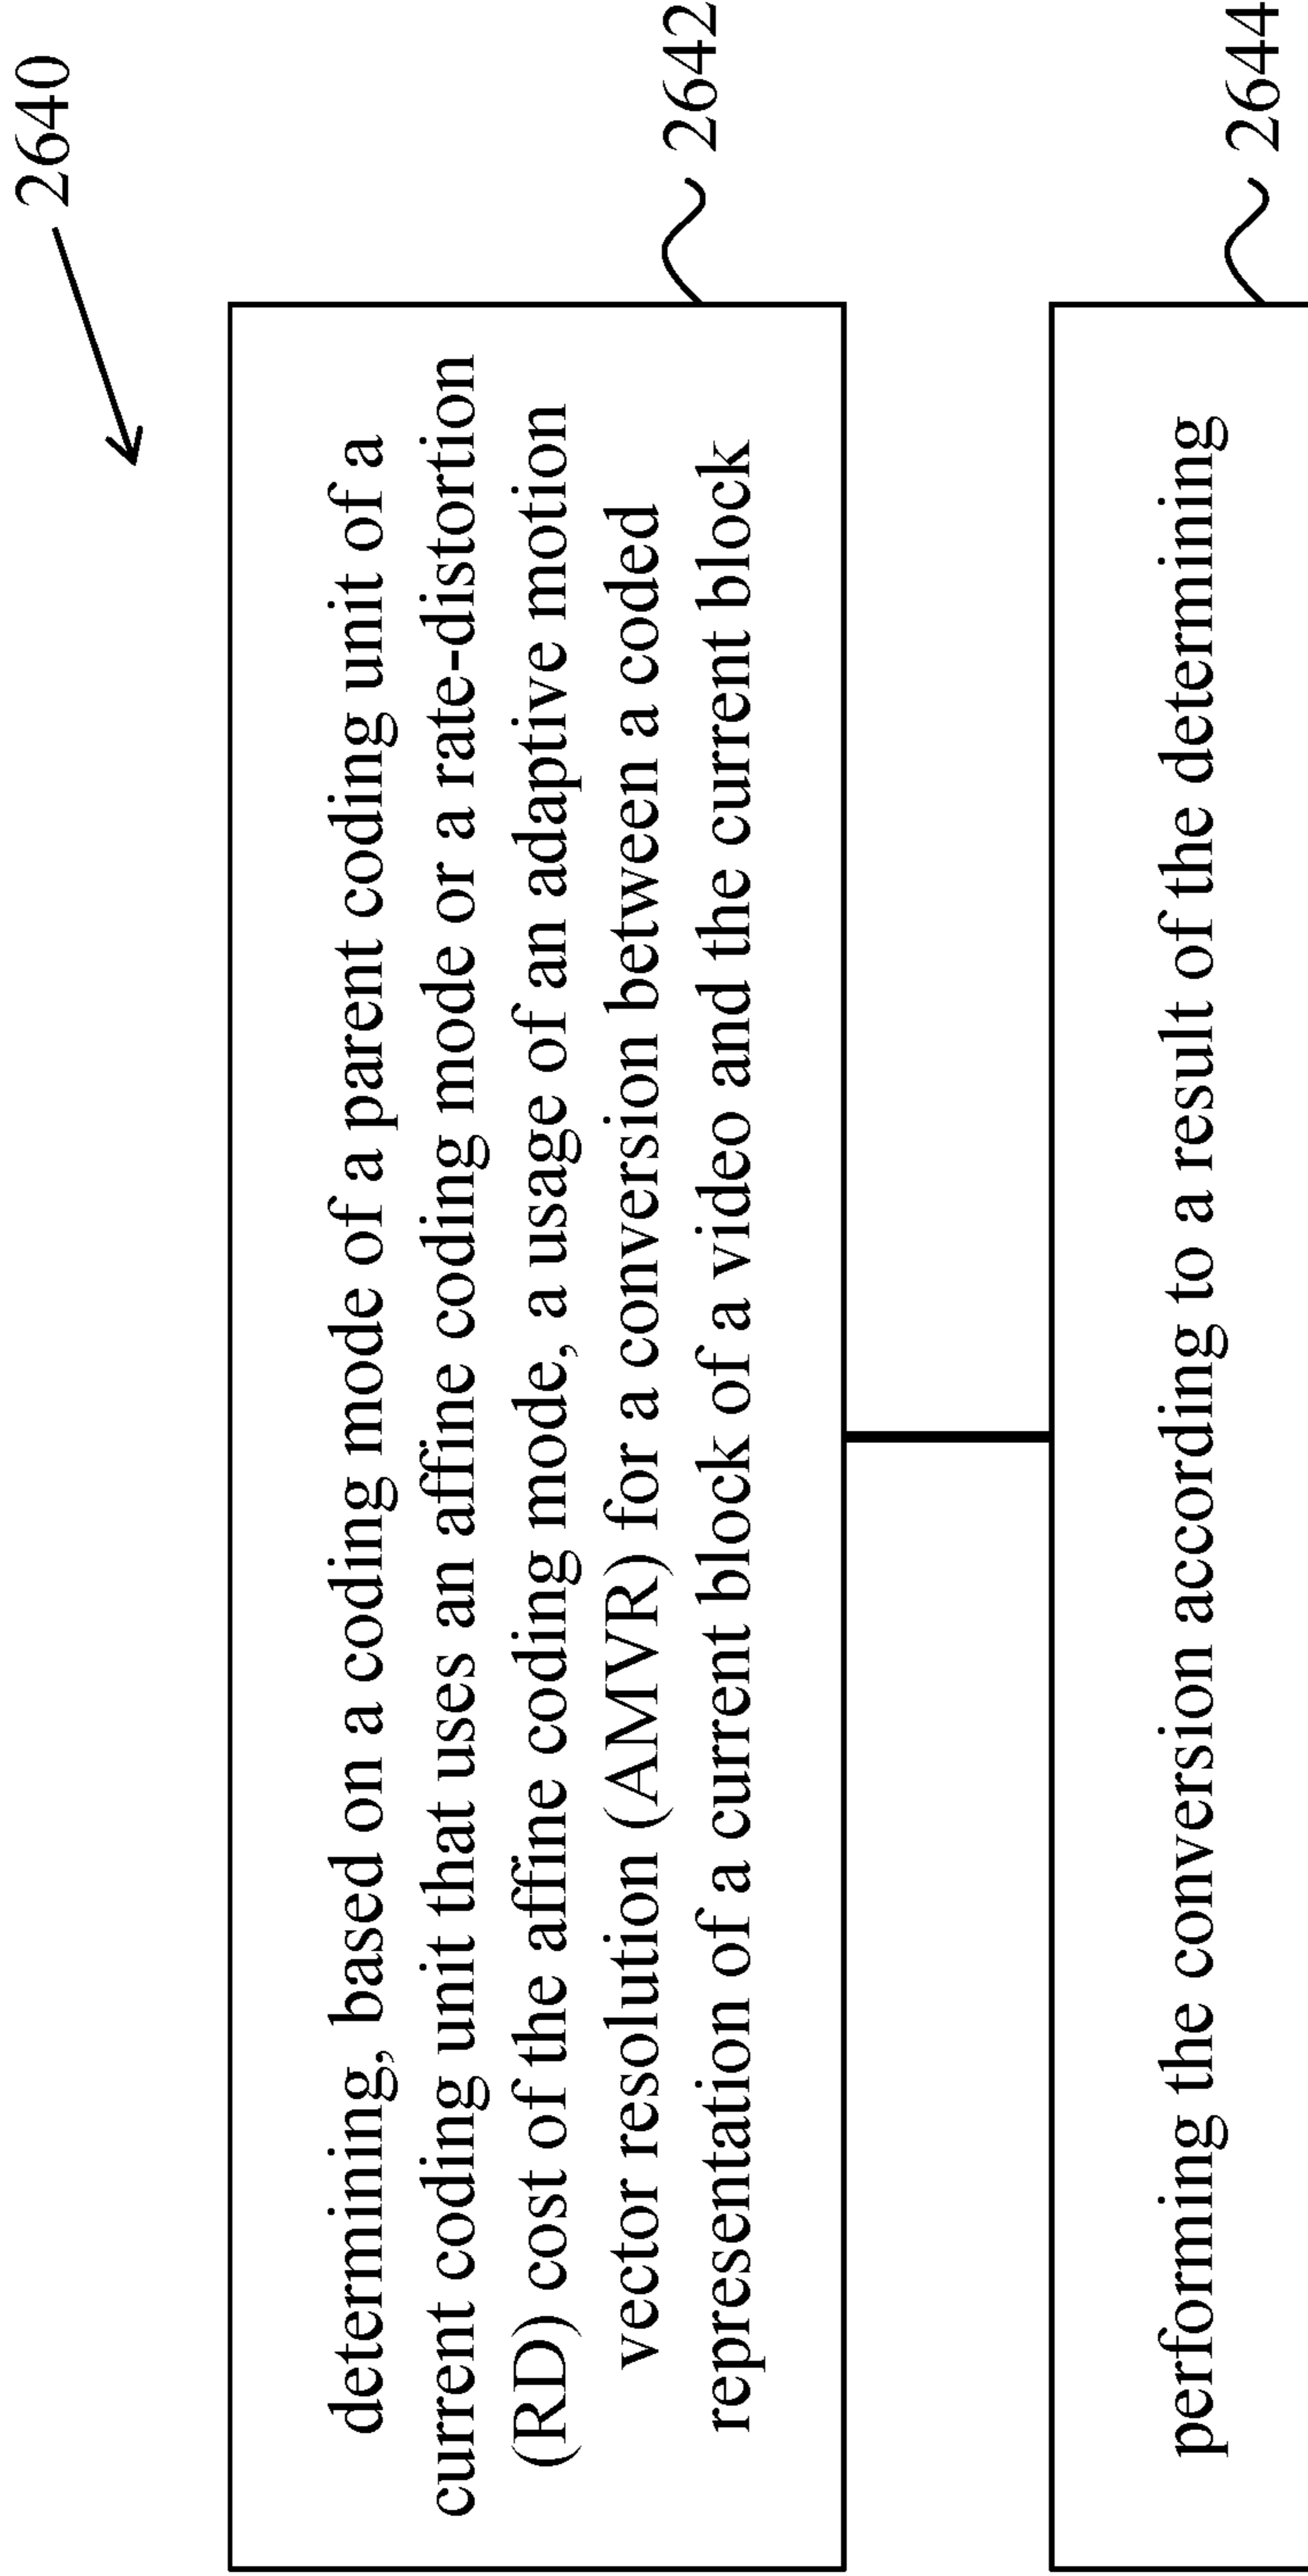 2640
determining, based on a coding mode of a parent coding unit of a
current coding unit that uses an affine coding mode or a rate-distortion
(RD) cost of the affine coding mode, a usage of an adaptive motion
vector resolution (AMVR) for a conversion between a coded
representation of a current block of a video and the current block
2642
performing the conversion according to a result of the determining
2644